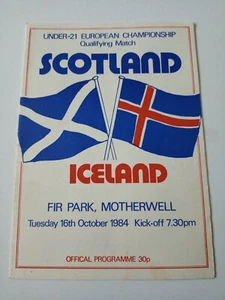 UNDER-21 EUROPEAN CHAMPIONSHIP
Qualifying Match
SCOTLAND
ICELAND
FIR PARK, MOTHERWELL
Tuesday 16th October 1984 Kick-off 7.30pm
OFFICAL PROGRAMME 30p